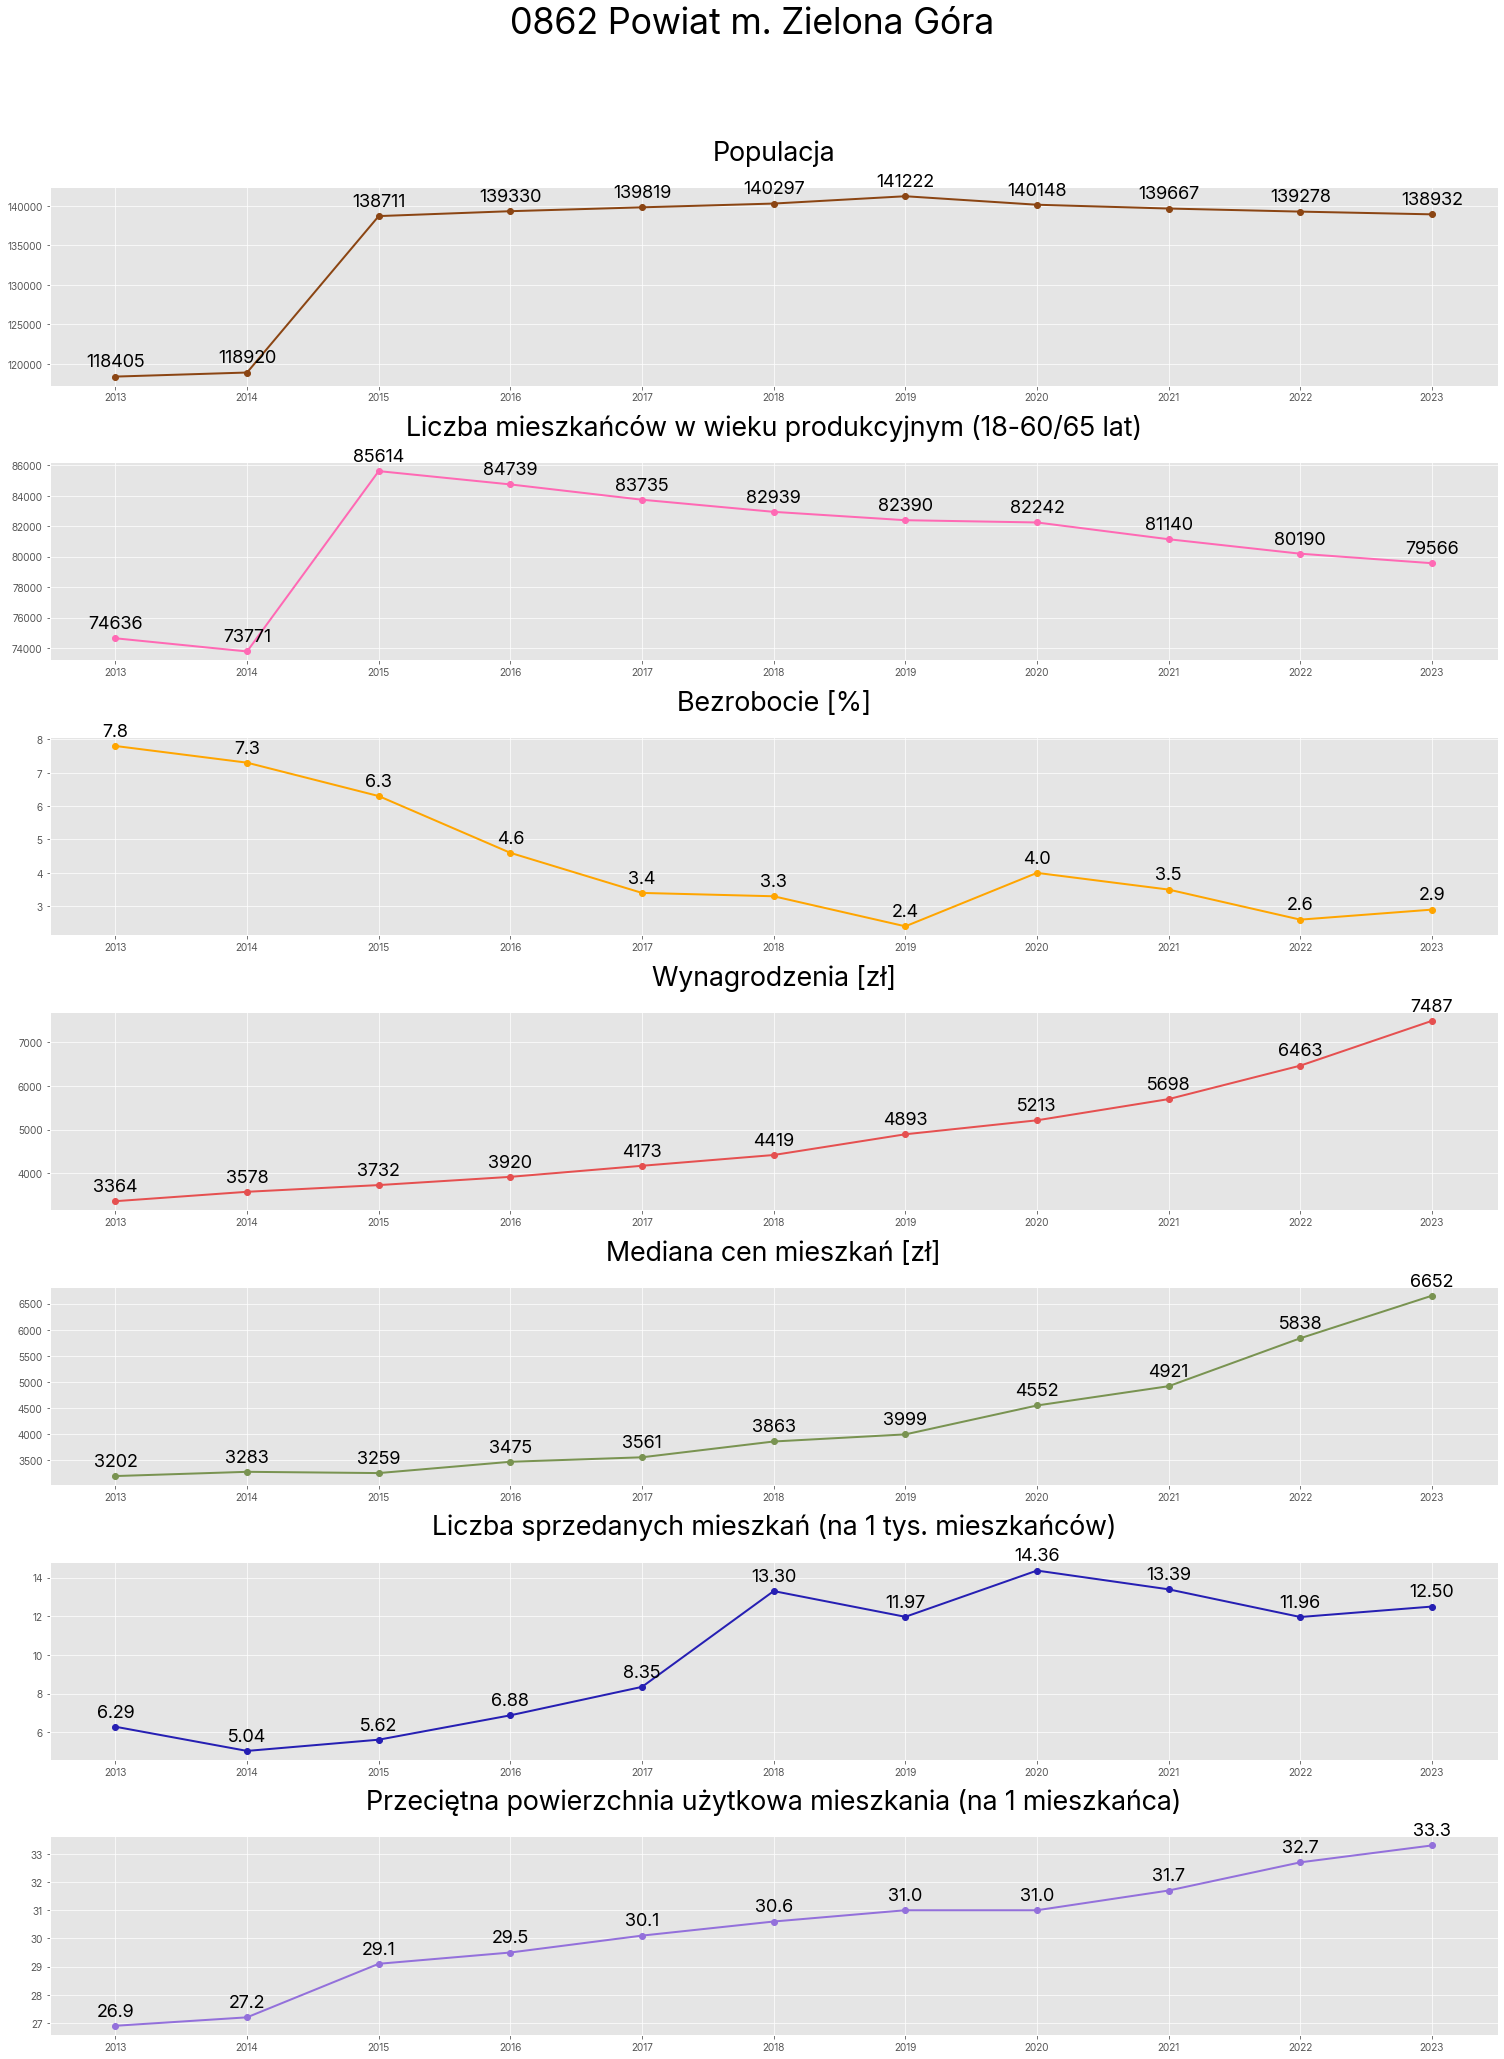 0862 Powiat m. Zielona Góra
Populacja
118405 118920 138711 139330 139819 140297 141222 140148 139667 139278 138932
140000
135000
130000
125000
120000
2013 2014 2015 2016 2017 2018 2019 2020 2021 2022 2023
Liczba mieszkańców w wieku produkcyjnym (18-60/65 lat)
74636 73771 85614 84739 83735 82939 82390 82242 81140 80190 79566
86000
84000
82000
80000
78000
76000
74000
2013 2014 2015 2016 2017 2018 2019 2020 2021 2022 2023
Bezrobocie [%]
7.8 7.3 6.3 4.6 3.4 3.3 2.4 4.0 3.5 2.6 2.9
8
7
6
5
4
3
2013 2014 2015 2016 2017 2018 2019 2020 2021 2022 2023
Wynagrodzenia [zł]
3364 3578 3732 3920 4173 4419 4893 5213 5698 6463 7487
7000
6000
5000
4000
2013 2014 2015 2016 2017 2018 2019 2020 2021 2022 2023
Mediana cen mieszkań [zł]
3202 3283 3259 3475 3561 3863 3999 4552 4921 5838 6652
6500
6000
5500
5000
4500
4000
3500
2013 2014 2015 2016 2017 2018 2019 2020 2021 2022 2023
Liczba sprzedanych mieszkań (na 1 tys. mieszkańców)
6.29 5.04 5.62 6.88 8.35 13.30 11.97 14.36 13.39 11.96 12.50
14
12
10
8
6
2013 2014 2015 2016 2017 2018 2019 2020 2021 2022 2023
Przeciętna powierzchnia użytkowa mieszkania (na 1 mieszkańca)
26.9 27.2 29.1 29.5 30.1 30.6 31.0 31.0 31.7 32.7 33.3
33
32
31
30
29
28
27
2013 2014 2015 2016 2017 2018 2019 2020 2021 2022 2023